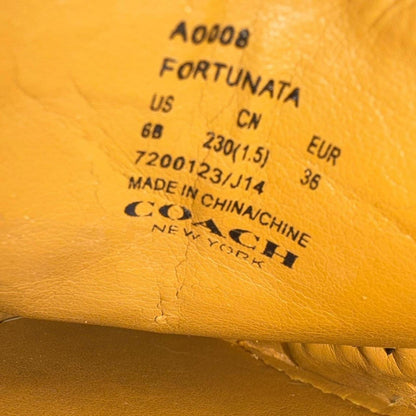 A0008
FORTUNATA
US CN EUR
6B 230(1.5) 36
7200123/J14
MADE IN CHINA/CHINE
COACH
NEW YORK